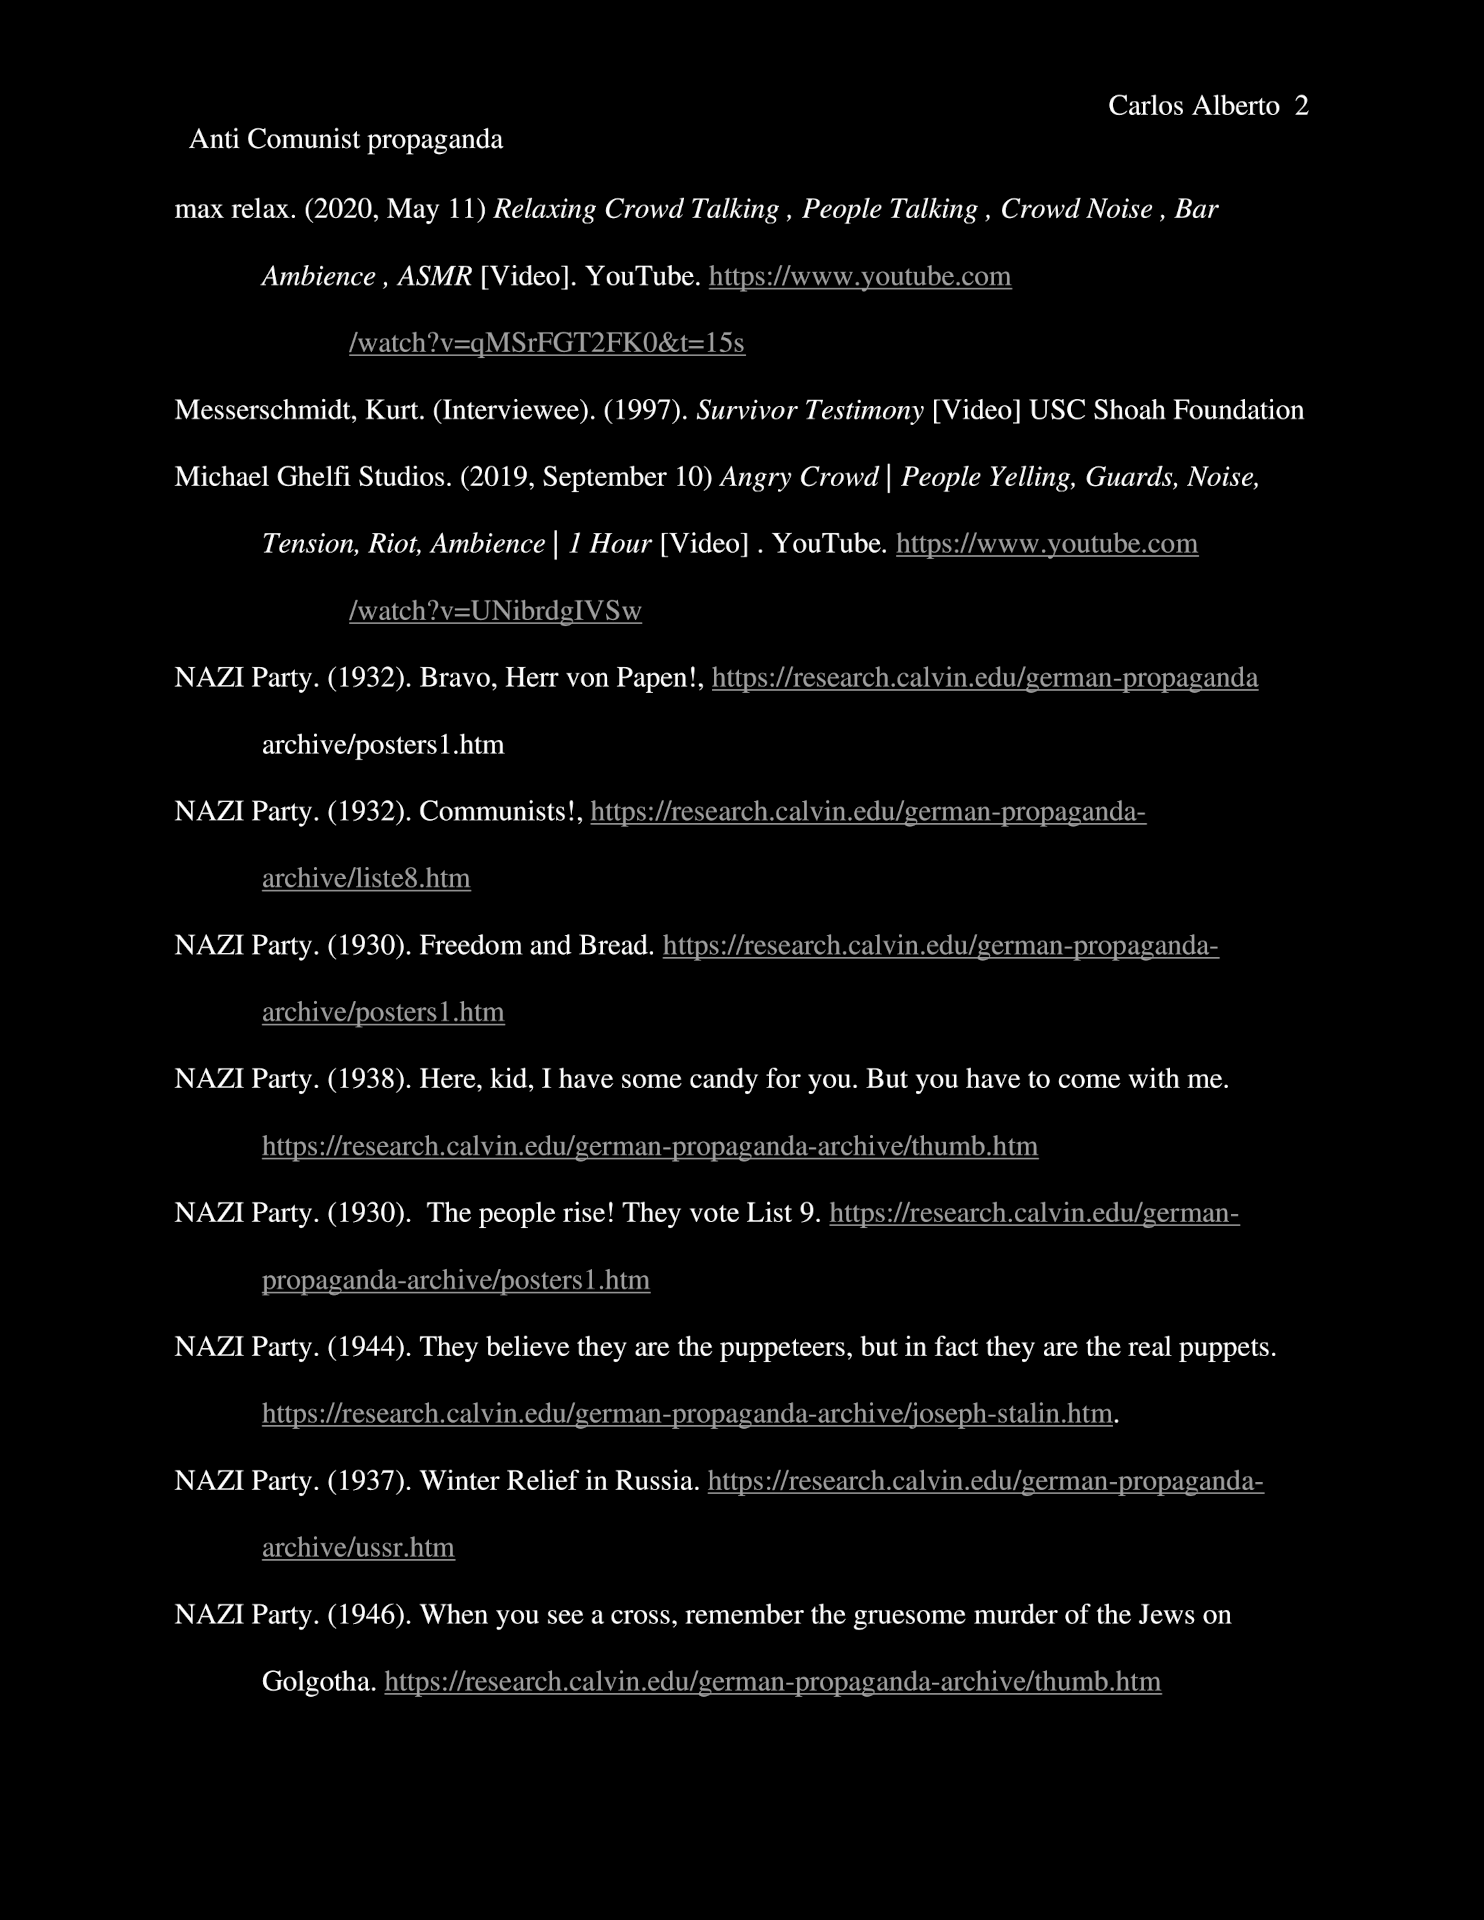 Carlos Alberto  2
Anti Comunist propaganda
max relax. (2020, May 11) Relaxing Crowd Talking , People Talking , Crowd Noise , Bar
Ambience , ASMR [Video]. YouTube. https://www.youtube.com
/watch?v=qMSrFGT2FK0&t=15s
Messerschmidt, Kurt. (Interviewee). (1997). Survivor Testimony [Video] USC Shoah Foundation
Michael Ghelfi Studios. (2019, September 10) Angry Crowd | People Yelling, Guards, Noise,
Tension, Riot, Ambience | 1 Hour [Video] . YouTube. https://www.youtube.com
/watch?v=UNibrdgIVSw
NAZI Party. (1932). Bravo, Herr von Papen!, https://research.calvin.edu/german-propaganda
archive/posters1.htm
NAZI Party. (1932). Communists!, https://research.calvin.edu/german-propaganda-
archive/liste8.htm
NAZI Party. (1930). Freedom and Bread. https://research.calvin.edu/german-propaganda-
archive/posters1.htm
NAZI Party. (1938). Here, kid, I have some candy for you. But you have to come with me.
https://research.calvin.edu/german-propaganda-archive/thumb.htm
NAZI Party. (1930).  The people rise! They vote List 9. https://research.calvin.edu/german-
propaganda-archive/posters1.htm
NAZI Party. (1944). They believe they are the puppeteers, but in fact they are the real puppets.
https://research.calvin.edu/german-propaganda-archive/joseph-stalin.htm.
NAZI Party. (1937). Winter Relief in Russia. https://research.calvin.edu/german-propaganda-
archive/ussr.htm
NAZI Party. (1946). When you see a cross, remember the gruesome murder of the Jews on
Golgotha. https://research.calvin.edu/german-propaganda-archive/thumb.htm